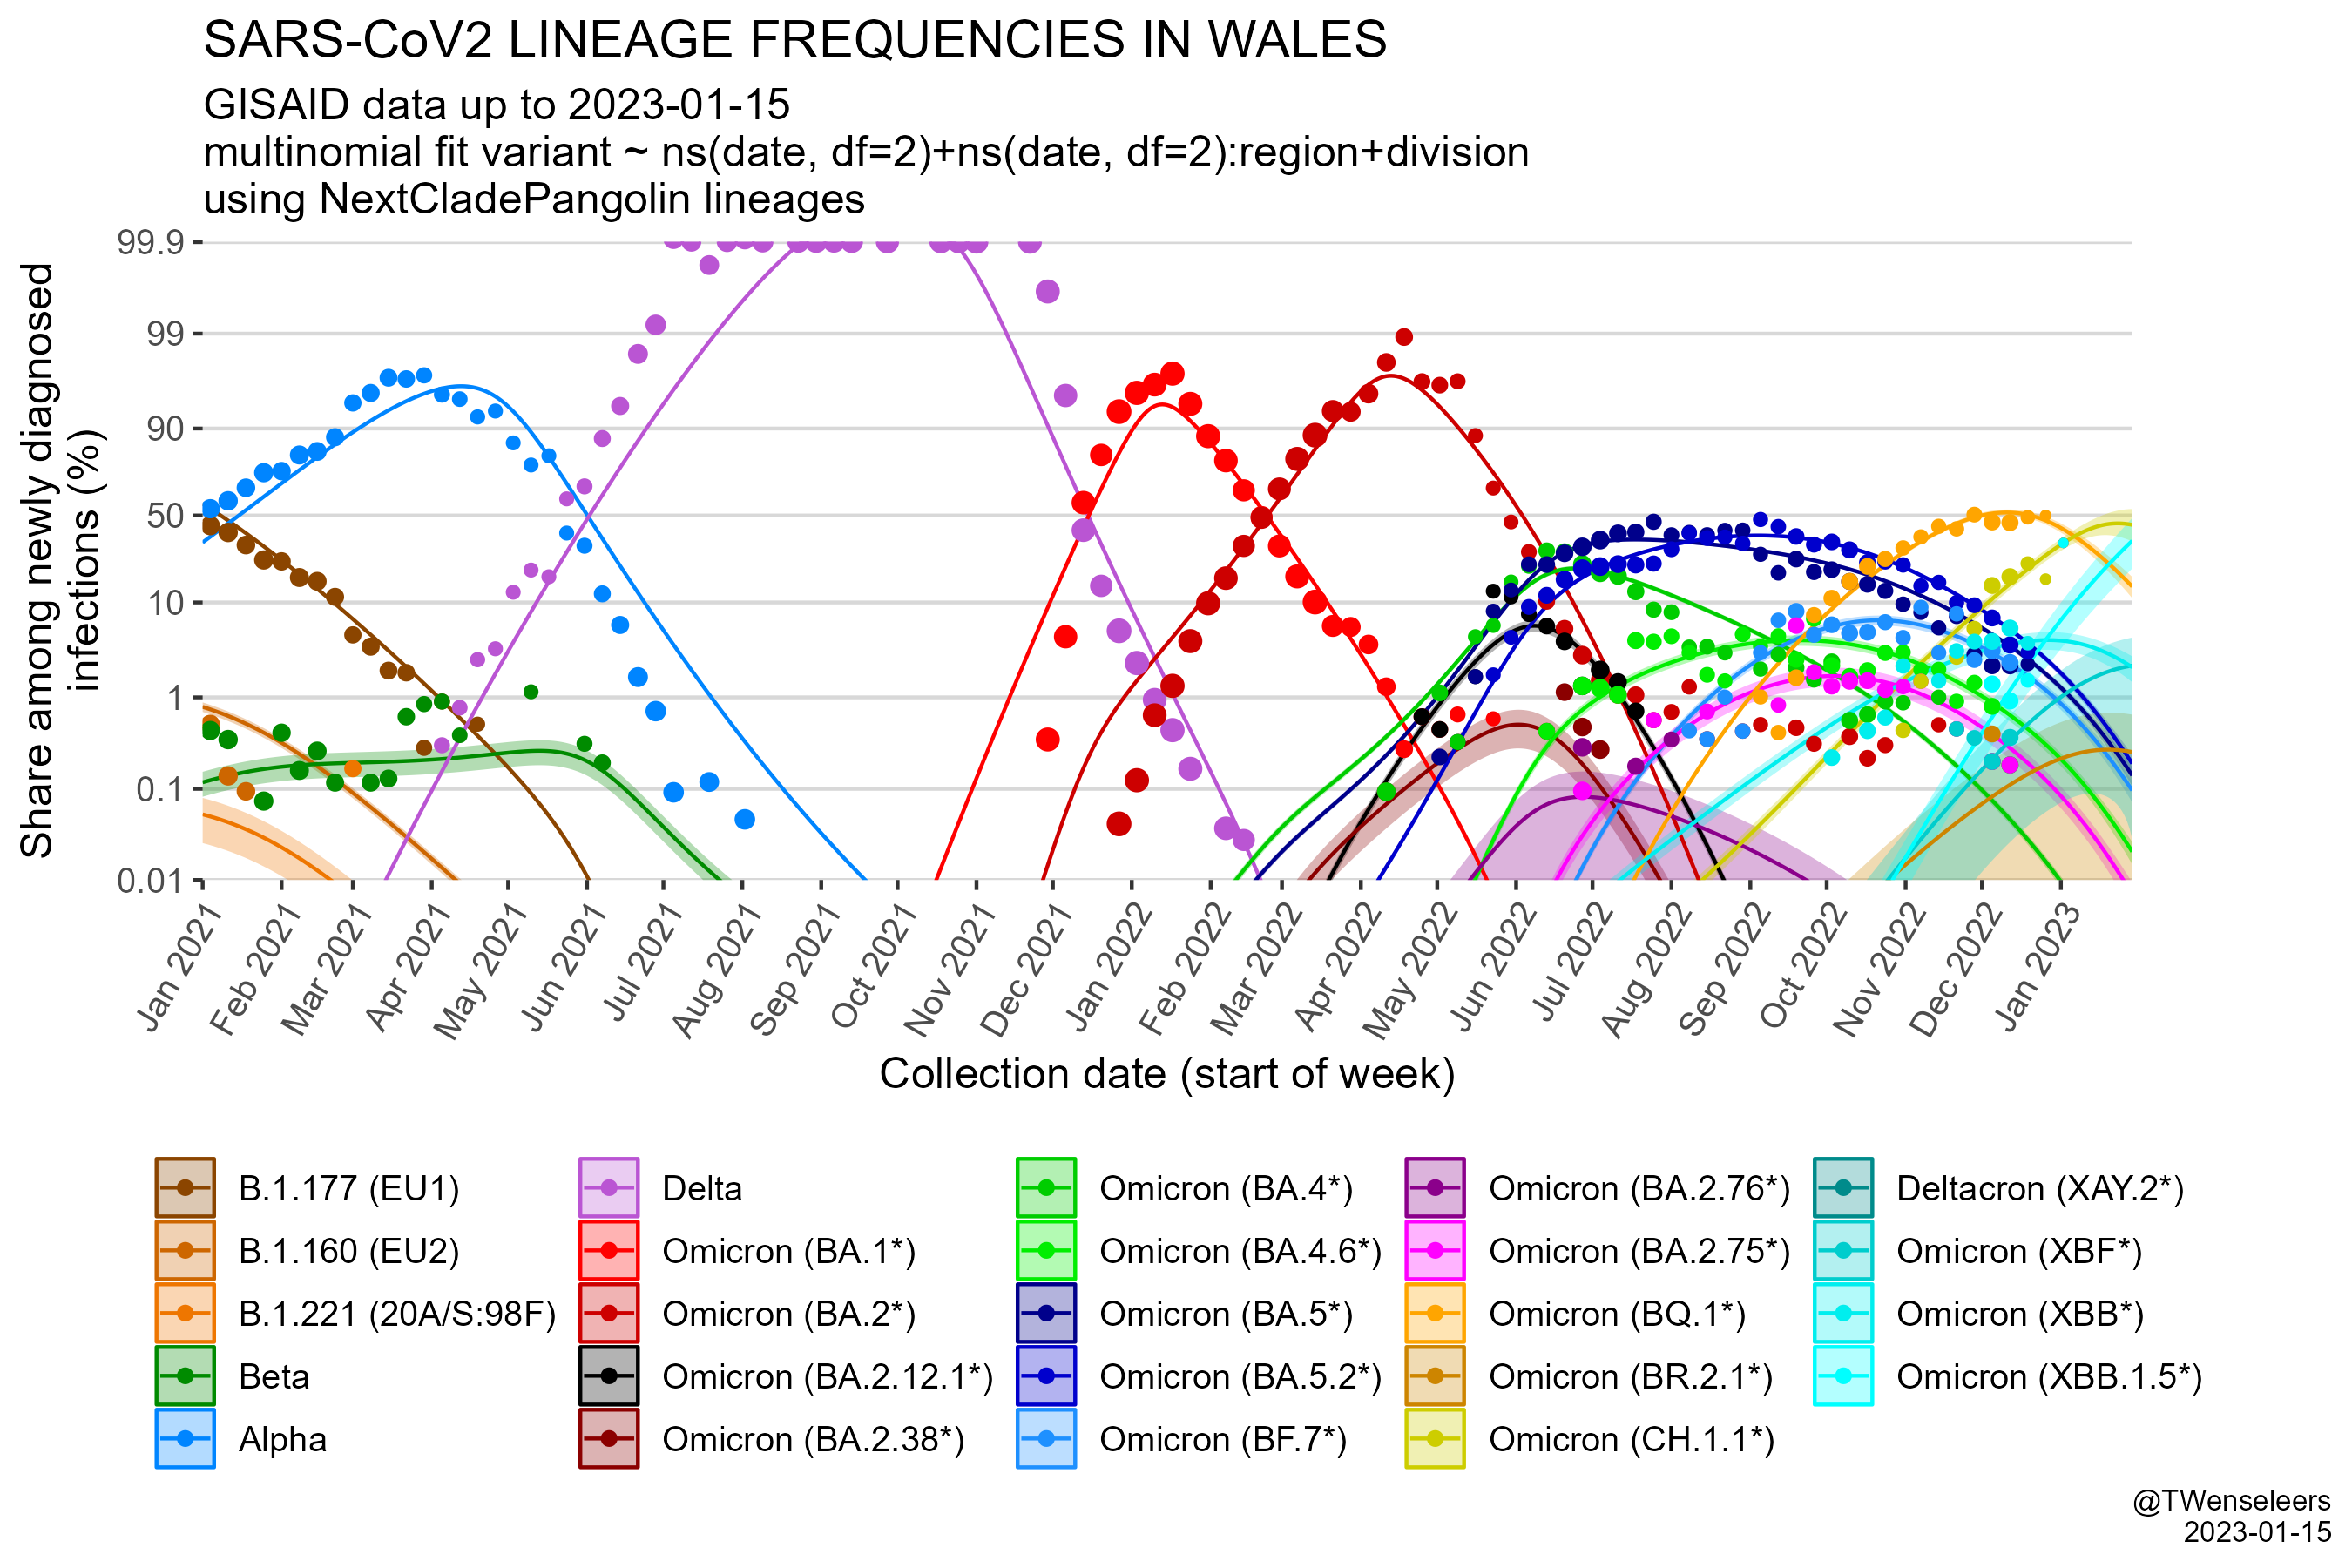 SARS-CoV2 LINEAGE FREQUENCIES IN WALES
GISAID data up to 2023-01-15
multinomial fit variant ~ ns(date, df=2)+ns(date, df=2):region+division
using NextCladePangolin lineages
Share among newly diagnosed
infections (%)
99.9
99
90
50
10
1
0.1
0.01
Jan 2021
Feb 2021
Mar 2021
Apr 2021
May 2021
Jun 2021
Jul 2021
Aug 2021
Sep 2021
Oct 2021
Nov 2021
Dec 2021
Jan 2022
Feb 2022
Mar 2022
Apr 2022
May 2022
Jun 2022
Jul 2022
Aug 2022
Sep 2022
Oct 2022
Nov 2022
Dec 2022
Jan 2023
Collection date (start of week)
B.1.177 (EU1)
B.1.160 (EU2)
B.1.221 (20A/S:98F)
Beta
Alpha
Delta
Omicron (BA.1*)
Omicron (BA.2*)
Omicron (BA.2.12.1*)
Omicron (BA.2.38*)
Omicron (BA.4*)
Omicron (BA.4.6*)
Omicron (BA.5*)
Omicron (BA.5.2*)
Omicron (BF.7*)
Omicron (BA.2.76*)
Omicron (BA.2.75*)
Omicron (BQ.1*)
Omicron (BR.2.1*)
Omicron (CH.1.1*)
Deltacron (XAY.2*)
Omicron (XBF*)
Omicron (XBB*)
Omicron (XBB.1.5*)
@TWenseleers
2023-01-15